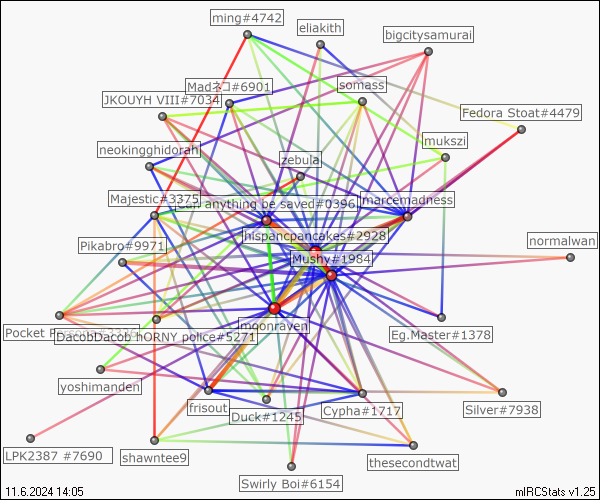 ming#4742
eliakith
bigcitysamurai
Madネコ#6901
somass
JKOUYH VIII#7034
Fedora Stoat#4479
mukszi
neokingghidorah
zebula
Majestic#3375
can anything be saved#0396
marcemadness
hispancpancakes#2928
Pikabro#9971
Mushy#1984
normalwan
moonraven
Pocket Persona
DacobDacob hORNY police#5271
Eg.Master#1378
yoshimanden
frisout
Duck#1245
Cypha#1717
Silver#7938
LPK2387 #7690
shawntee9
thesecondtwat
Swirly Boi#6154
11.6.2024 14:05
mIRCStats v1.25